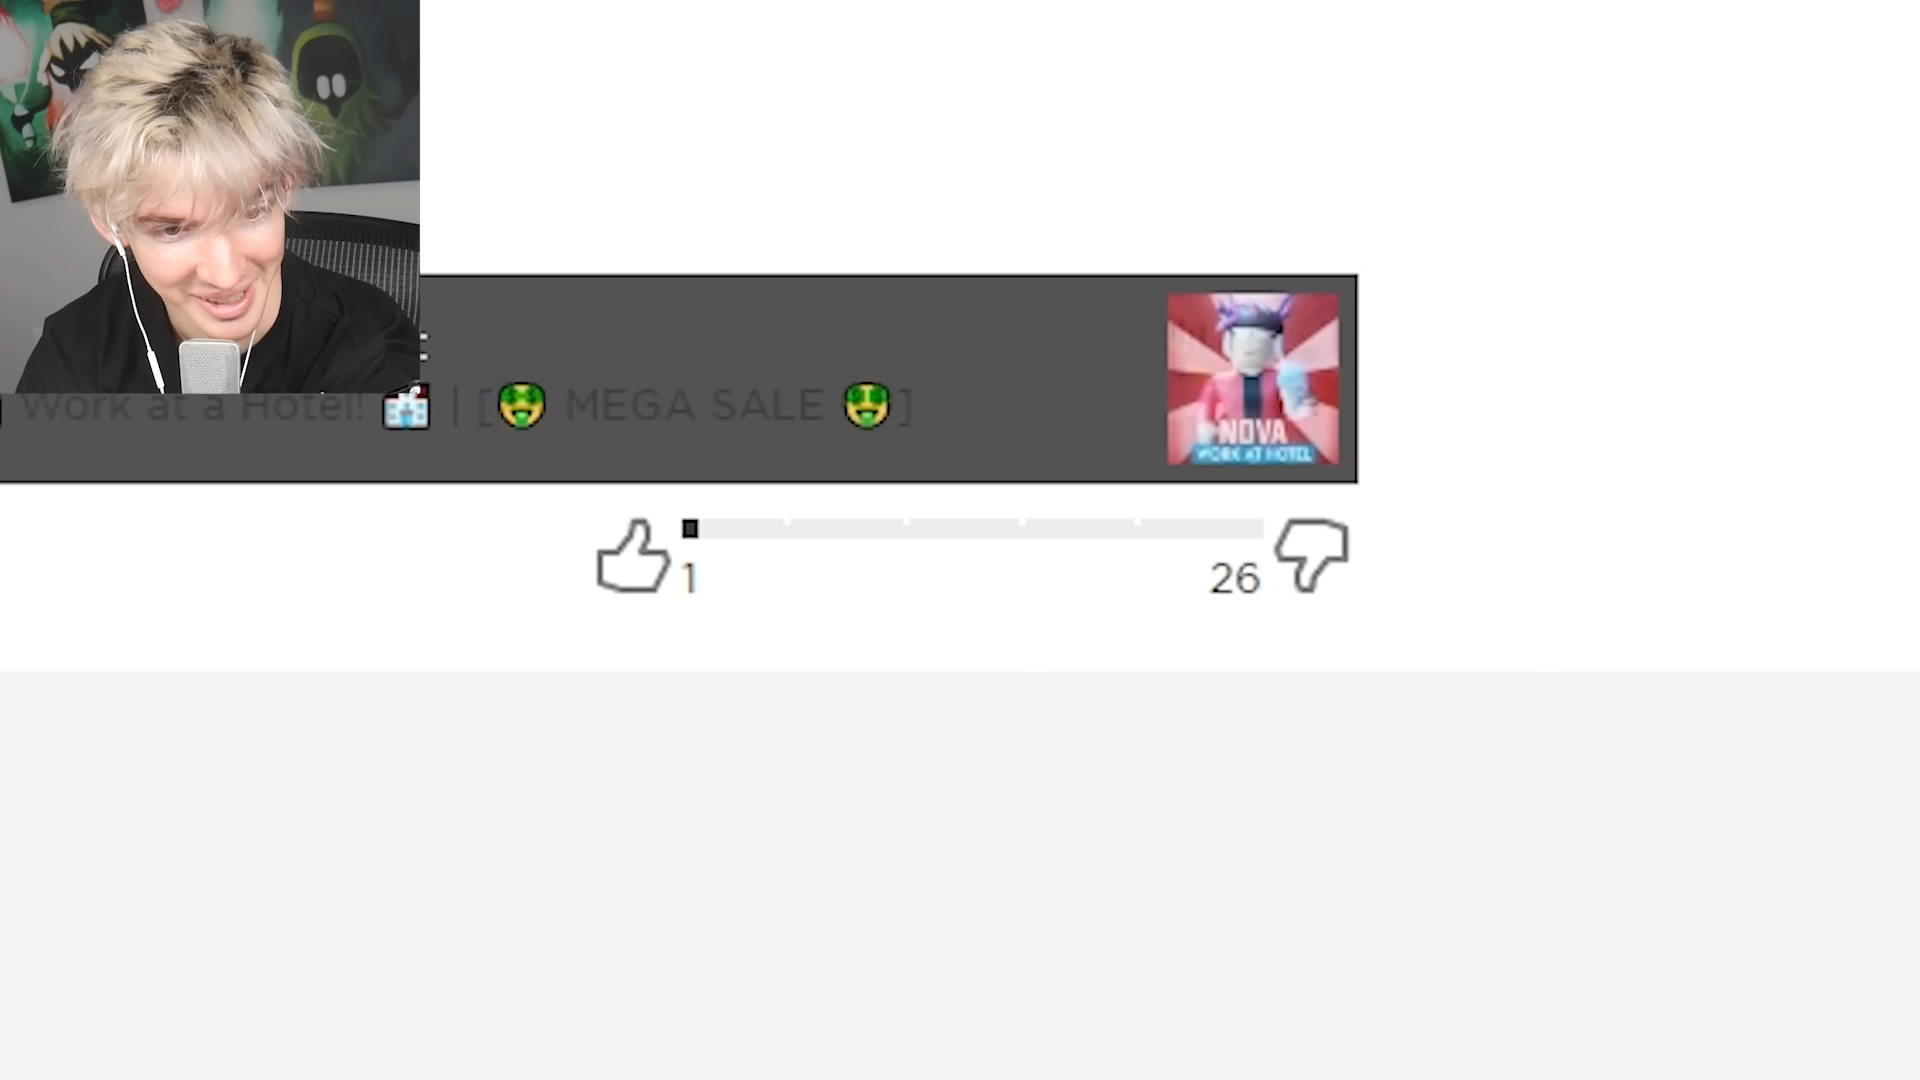 Work at a Hotel! 🏩 | [🤑 MEGA SALE 🤑]
NOVA
WORK AT HOTEL
1
26